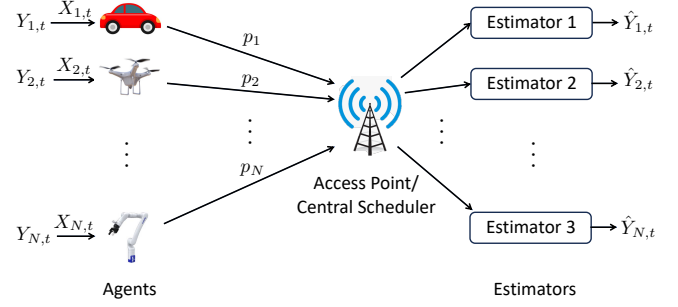 Y_{1,t} X_{1,t} p_1 Estimator 1 Ŷ_{1,t}
Y_{2,t} X_{2,t} p_2 Estimator 2 Ŷ_{2,t}
⋮ ⋮ ⋮ ⋮
p_N
Access Point/
Central Scheduler
Y_{N,t} X_{N,t} Estimator 3 Ŷ_{N,t}
Agents Estimators